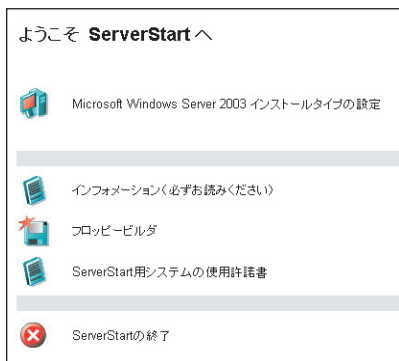 ようこそ ServerStart へ
Microsoft Windows Server 2003 インストールタイプの設定
インフォメーション（必ずお読みください）
フロッピービルダ
ServerStart用システムの使用許諾書
ServerStartの終了